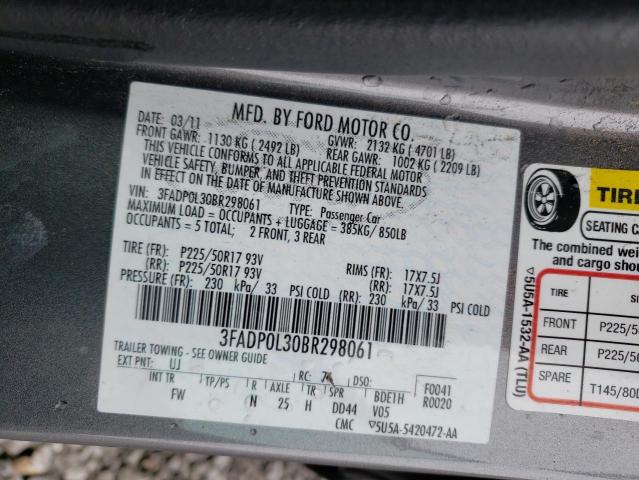 MFD. BY FORD MOTOR CO.
DATE: 03/11 GVWR: 2132 KG ( 4701 LB)
FRONT GAWR: 1130 KG ( 2492 LB) REAR GAWR: 1002 KG ( 2209 LB)
THIS VEHICLE CONFORMS TO ALL APPLICABLE FEDERAL MOTOR
VEHICLE SAFETY, BUMPER, AND THEFT PREVENTION STANDARDS
IN EFFECT ON THE DATE OF MANUFACTURE SHOWN ABOVE.
VIN: 3FADP0L30BR298061 TYPE: Passenger Car
MAXIMUM LOAD = OCCUPANTS + LUGGAGE = 385KG/ 850LB
OCCUPANTS = 5 TOTAL; 2 FRONT, 3 REAR
TIRE (FR): P225/50R17 93V RIMS (FR): 17X7.5J
(RR): P225/50R17 93V (RR): 17X7.5J
PRESSURE (FR): 230 kPa/ 33 PSI COLD (RR): 230 kPa/ 33 PSI COLD
3FADP0L30BR298061
TRAILER TOWING - SEE OWNER GUIDE
EXT PNT: UJ RC: 74 DSO: F0041
INT TR TP/PS R AXLE TR SPR BDE1H R0020
FW N 25 H DD44 V05
CMC ▽5U5A-5420472-AA
TIRE
SEATING
The combined
and cargo
▽5U5A-1532-AA (TLU)
TIRE
FRONT P225/50
REAR P225/5
SPARE T145/80D